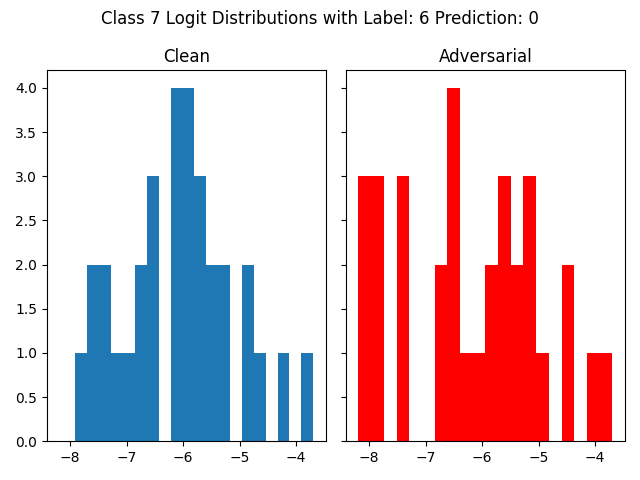 Class 7 Logit Distributions with Label: 6 Prediction: 0
Clean
Adversarial
4.0
3.5
3.0
2.5
2.0
1.5
1.0
0.5
0.0
−8 −7 −6 −5 −4
−8 −7 −6 −5 −4